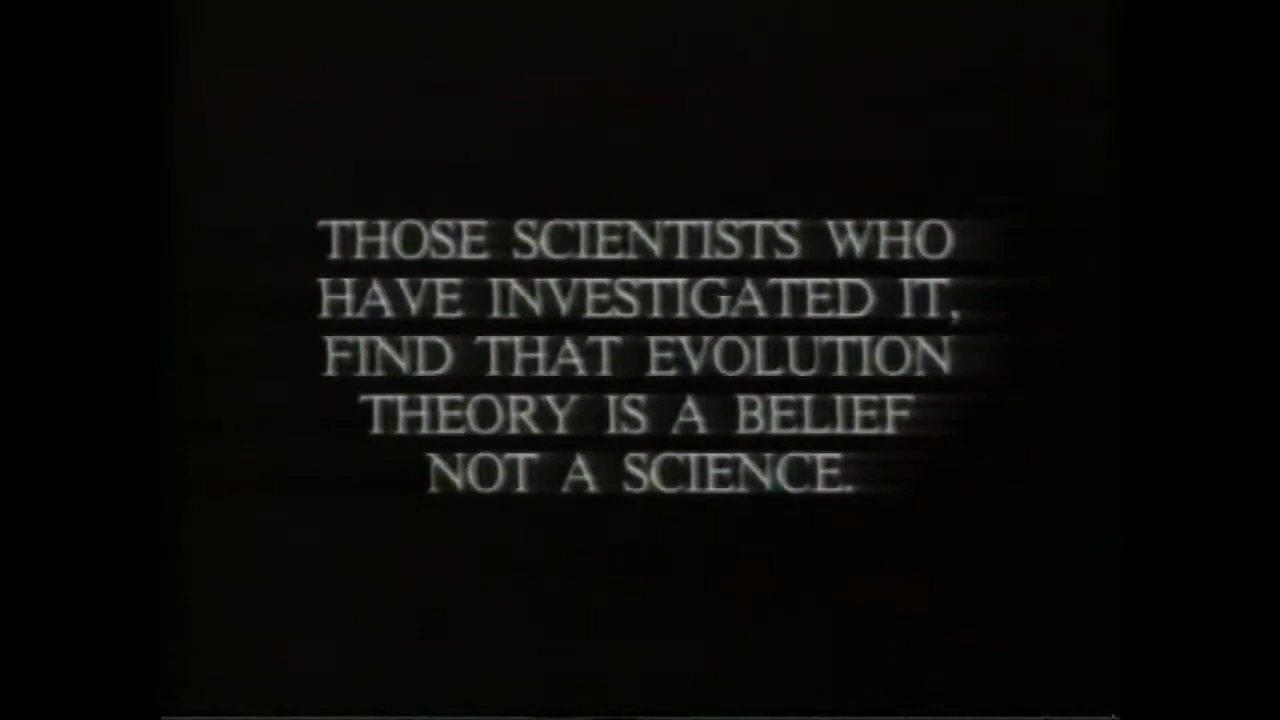 THOSE SCIENTISTS WHO
HAVE INVESTIGATED IT,
FIND THAT EVOLUTION
THEORY IS A BELIEF
NOT A SCIENCE.